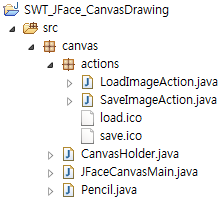 SWT_JFace_CanvasDrawing
src
canvas
actions
LoadImageAction.java
SaveImageAction.java
load.ico
save.ico
CanvasHolder.java
JFaceCanvasMain.java
Pencil.java